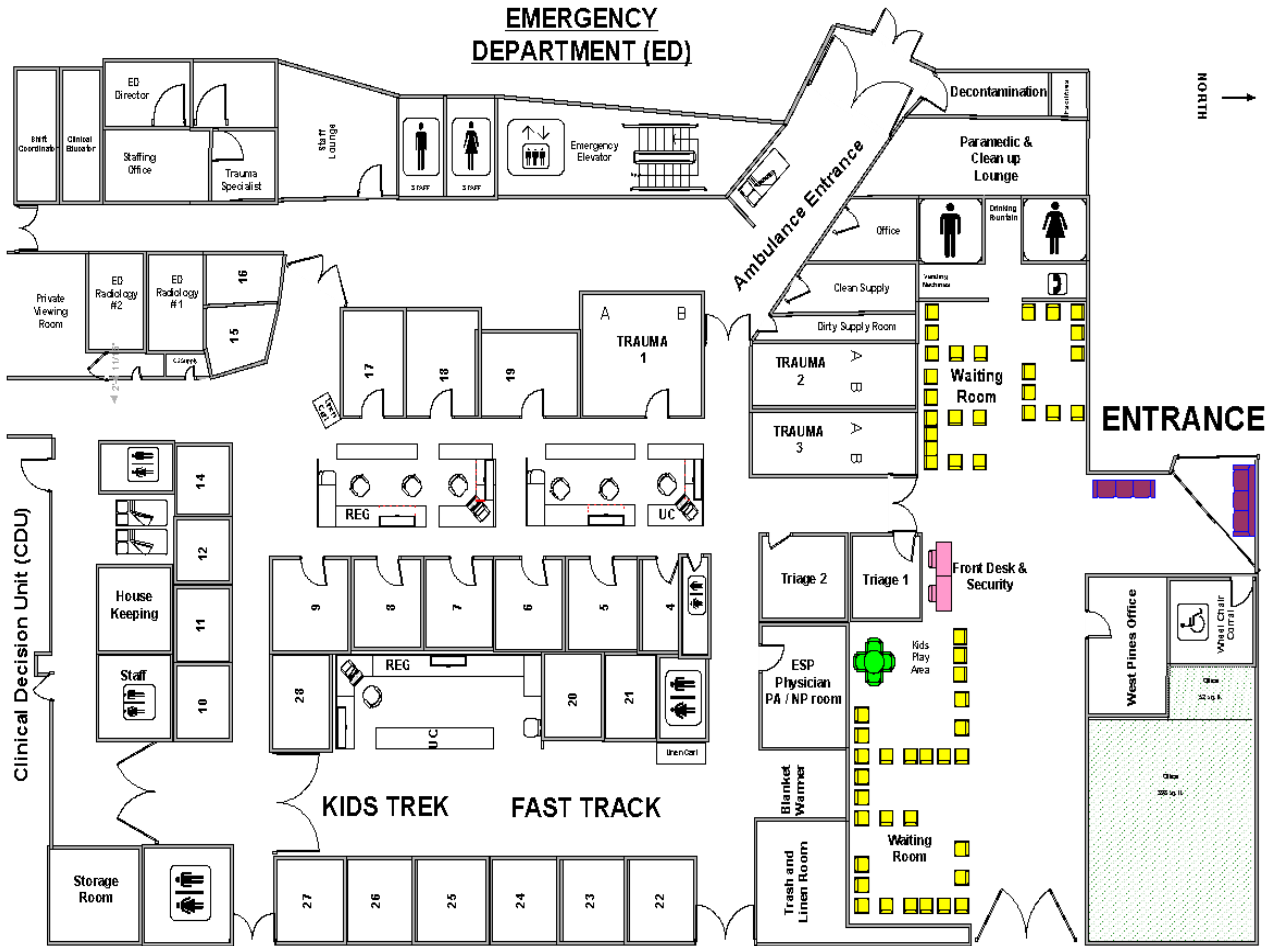 EMERGENCY
DEPARTMENT (ED)
NORTH
ED
Director
Shift
Coordinator
Clinical
Educator
Staffing
Office
Trauma
Specialist
Staff
Lounge
STAFF
STAFF
Emergency
Elevator
Ambulance Entrance
Decontamination
Paramedic &
Clean up
Lounge
Office
Drinking
Fountain
Clean Supply
Vending
Machines
Dirty Supply Room
Private
Viewing
Room
ED
Radiology
#2
ED
Radiology
#1
16
15
17
18
19
A
B
TRAUMA
1
TRAUMA
2
A
B
TRAUMA
3
A
B
Waiting
Room
ENTRANCE
Linen
Cart
REG
UC
14
12
11
10
House
Keeping
Staff
Clinical Decision Unit (CDU)
9
8
7
6
5
4
Triage 2
Triage 1
Front Desk &
Security
Kids
Play
Area
West Pines Office
Wheel Chair
Corral
Office
Office
28
REG
UC
20
21
Linen Cart
ESP
Physician
PA / NP room
Blanket
Warmer
KIDS TREK
FAST TRACK
Waiting
Room
Trash and
Linen Room
Storage
Room
27
26
25
24
23
22